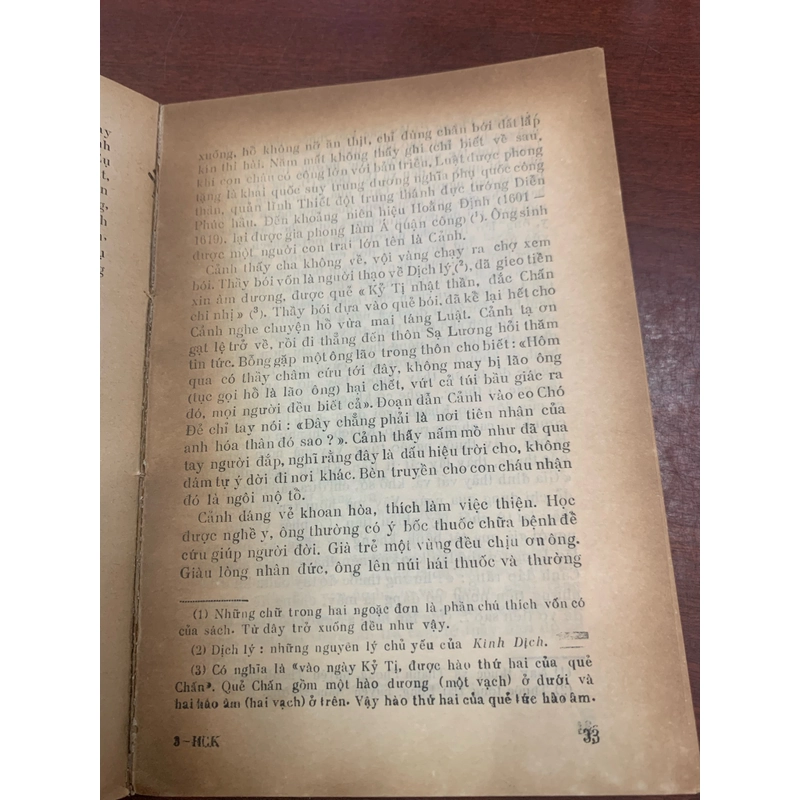 ay
nh
ụ
t,
n
g,
h
n.
ụ
g
xuống, hồ không nỡ ăn thịt, chỉ dùng chân bới đất lấp
kín thi hài. Năm mất không thấy ghi (chỉ biết về sau,
khi con cháu có công lớn với bản triều, Luật được phong
tặng là khai quốc suy trung dương nghĩa phụ quốc công
thần, quản lĩnh Thiết đột trung thành đực tướng Diễn
Phúc hầu. Đến khoảng niên hiệu Hoằng Định (1601 –
1619), lại được gia phong làm Á quận công) (¹). Ông sinh
được một người con trai lớn tên là Cảnh.
Cảnh thấy cha không về, vội vàng chạy ra chợ xem
bói. Thầy bói vốn là người thạo về Dịch lý (²), đã gieo tiền
xin âm dương, được quẻ «Kỷ Tị nhật thần, đắc Chấn
chi nhị» (³). Thầy bói dựa vào quẻ bói, đã kể lại hết cho
Cảnh nghe chuyện hổ vừa mai táng Luật. Cảnh tạ ơn
gạt lệ trở về, rồi đi thẳng đến thôn Sạ Lương hỏi thăm
tin tức. Bỗng gặp một ông lão trong thôn cho biết: «Hôm
qua có thầy châm cứu tới đây, không may bị lão ông
(tục gọi hổ là lão ông) hại chết, vứt cả túi bầu giác ra
đó, mọi người đều biết cả». Đoạn dẫn Cảnh vào eo Chó
Đẻ chỉ tay nói : «Đây chẳng phải là nơi tiên nhân của
anh hóa thân đó sao ?». Cảnh thấy nấm mồ như đã qua
tay người đắp, nghĩ rằng đây là dấu hiệu trời cho, không
dám tự ý dời đi nơi khác. Bèn truyền cho con cháu nhận
đó là ngôi mộ tổ.
Cảnh dáng vẻ khoan hòa, thích làm việc thiện. Học
được nghề y, ông thường có ý bốc thuốc chữa bệnh để
cứu giúp người đời. Già trẻ một vùng đều chịu ơn ông.
Giàu lòng nhân đức, ông lên núi hái thuốc và thường
(1) Những chữ trong hai ngoặc đơn là phần chú thích vốn có
của sách. Từ đây trở xuống đều như vậy.
(2) Dịch lý : những nguyên lý chủ yếu của Kinh Dịch.
(3) Có nghĩa là «vào ngày Kỷ Tị, được hào thứ hai của quẻ
Chấn». Quẻ Chấn gồm một hào dương (một vạch) ở dưới và
hai hào âm (hai vạch) ở trên. Vậy hào thứ hai của quẻ tức hào âm.
3–HCK
33